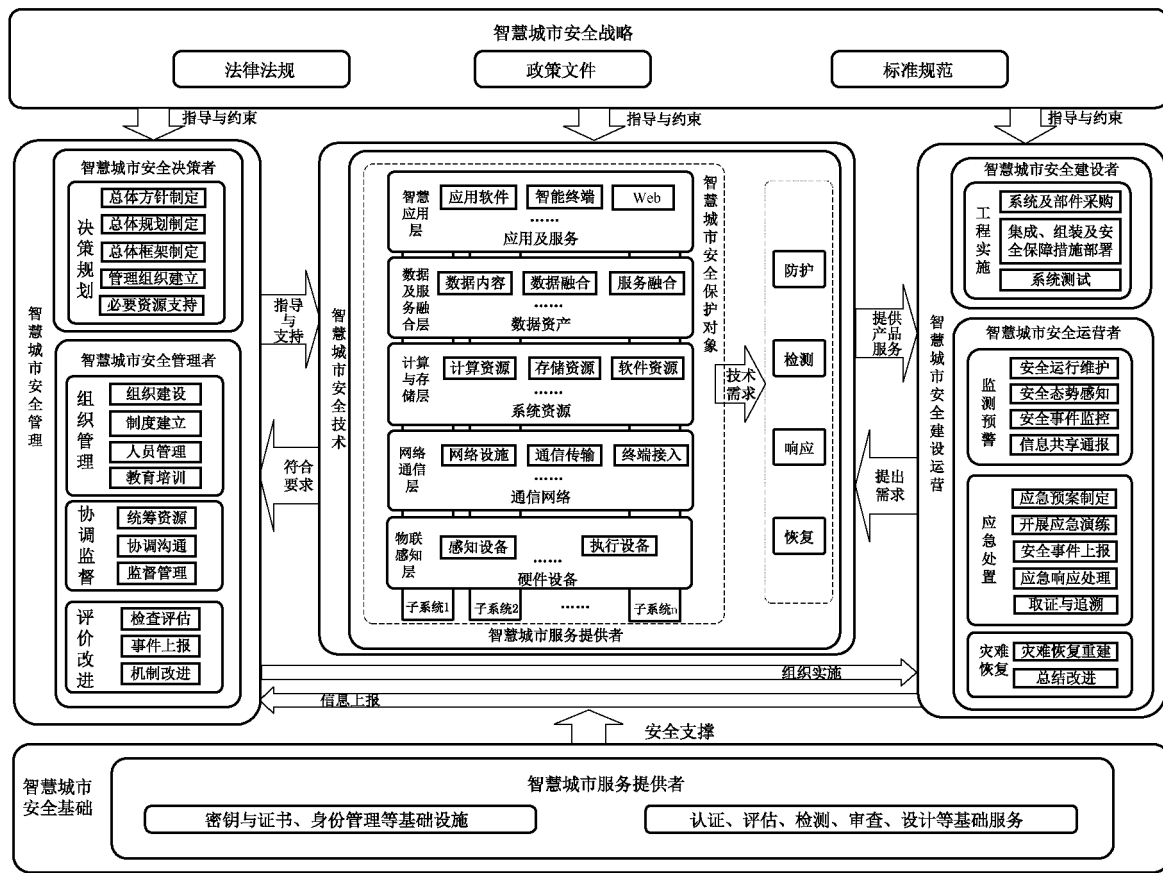 智慧城市安全战略
法律法规
政策文件
标准规范
指导与约束
指导与约束
指导与约束
智慧城市安全管理
智慧城市安全决策者
决策规划
总体方针制定
总体规划制定
总体框架制定
管理组织建立
必要资源支持
智慧城市安全管理者
组织管理
组织建设
制度建立
人员管理
教育培训
协调监督
统筹资源
协调沟通
监督管理
评价改进
检查评估
事件上报
机制改进
指导
与
支持
符合
要求
智慧城市安全技术
智慧
应用层
应用软件
智能终端
Web
……
应用及服务
数据
及服
务融
合层
数据内容
数据融合
服务融合
……
数据资产
计算
与存
储层
计算资源
存储资源
软件资源
……
系统资源
网络
通信
层
网络设施
通信传输
终端接入
……
通信网络
物联
感知
层
感知设备
……
执行设备
硬件设备
子系统1
子系统2
……
子系统n
智慧城市服务提供者
智慧城市安全保护对象
技术
需求
防护
检测
响应
恢复
提供
产品
服务
提出
需求
智慧城市安全建设运营
智慧城市安全建设者
工程实施
系统及部件采购
集成、组装及安
全保障措施部署
系统测试
智慧城市安全运营者
监测预警
安全运行维护
安全态势感知
安全事件监控
信息共享通报
应急处置
应急预案制定
开展应急演练
安全事件上报
应急响应处理
取证与追溯
灾难
恢复
灾难恢复重建
总结改进
组织实施
信息上报
安全支撑
智慧城市
安全基础
智慧城市服务提供者
密钥与证书、身份管理等基础设施
认证、评估、检测、审查、设计等基础服务